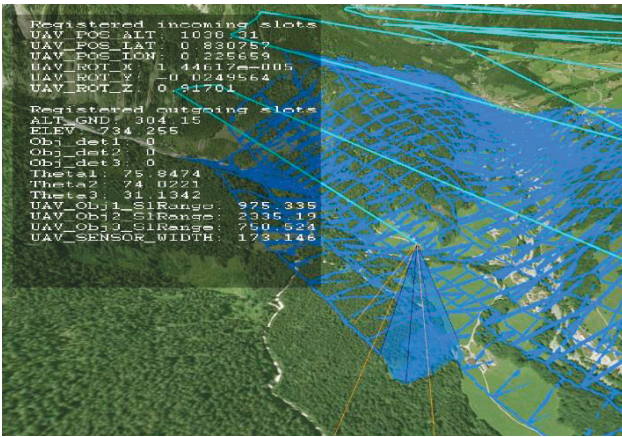 Registered incoming slots
UAV_POS_ALT: 1038.31
UAV_POS_LAT: 0.830757
UAV_POS_LON: 0.225659
UAV_ROT_X: 1.44617e-005
UAV_ROT_Y: -0.0249564
UAV_ROT_Z: 0.91701
Registered outgoing slots
ALT_GND: 304.15
ELEV: 734.255
Obj_det1: 0
Obj_det2: 0
Obj_det3: 0
Theta1: 75.8474
Theta2: 74.0221
Theta3: 31.1342
UAV_Obj1_SlRange: 975.335
UAV_Obj2_SlRange: 2335.19
UAV_Obj3_SlRange: 750.524
UAV_SENSOR_WIDTH: 173.146